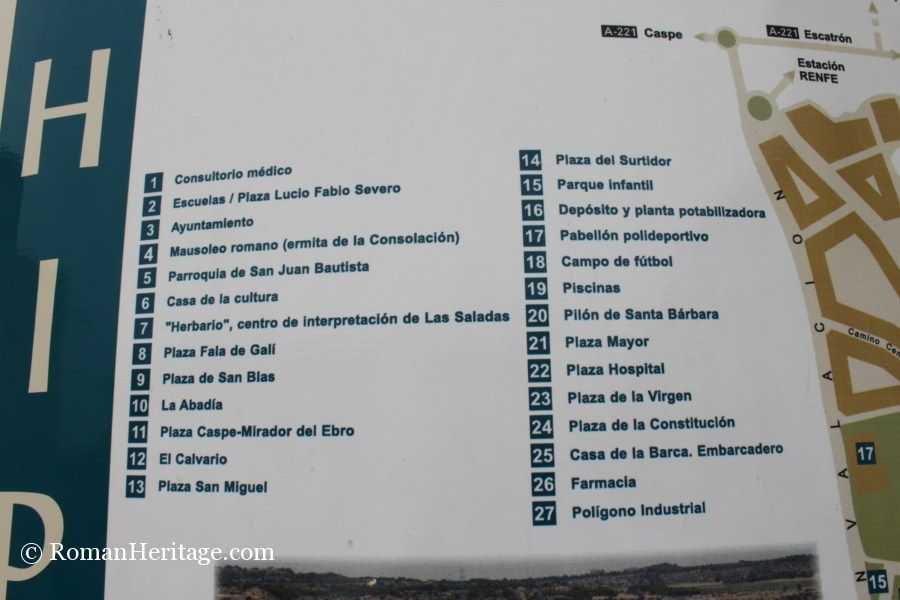 H
I
P
A-221 Caspe
A-221 Escatrón
Estación
RENFE
1 Consultorio médico
2 Escuelas / Plaza Lucio Fabio Severo
3 Ayuntamiento
4 Mausoleo romano (ermita de la Consolación)
5 Parroquia de San Juan Bautista
6 Casa de la cultura
7 "Herbario", centro de interpretación de Las Saladas
8 Plaza Fala de Galí
9 Plaza de San Blas
10 La Abadía
11 Plaza Caspe-Mirador del Ebro
12 El Calvario
13 Plaza San Miguel
14 Plaza del Surtidor
15 Parque infantil
16 Depósito y planta potabilizadora
17 Pabellón polideportivo
18 Campo de fútbol
19 Piscinas
20 Pilón de Santa Bárbara
21 Plaza Mayor
22 Plaza Hospital
23 Plaza de la Virgen
24 Plaza de la Constitución
25 Casa de la Barca. Embarcadero
26 Farmacia
27 Polígono Industrial
NVALACION
Camino
17
15
© RomanHeritage.com